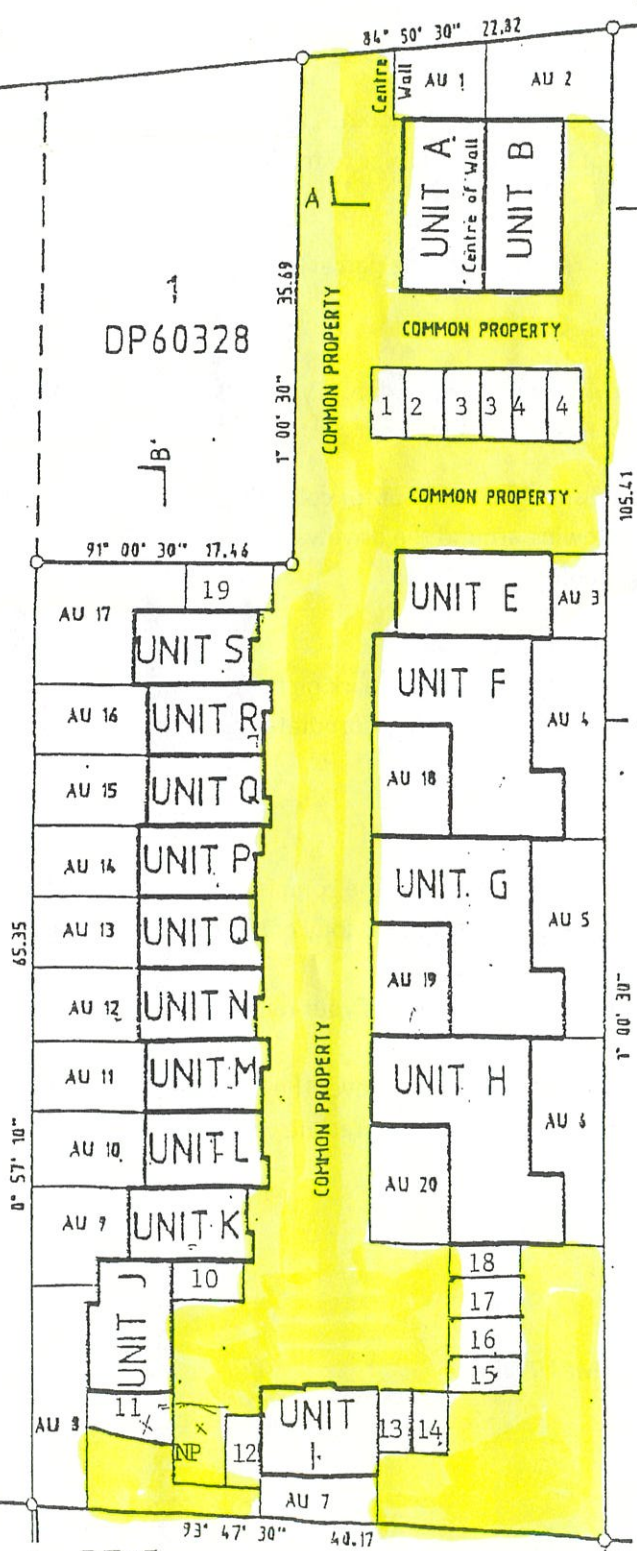 84° 50' 30" 22.82
Centre
Wall
AU 1
AU 2
UNIT A
Centre of Wall
UNIT B
A
1
DP60328
35.69
1° 00' 30"
COMMON PROPERTY
COMMON PROPERTY
1 2 3 3 4 4
B
COMMON PROPERTY
105.41
91° 00' 30" 17.46
19
AU 17
UNIT S
UNIT E
AU 3
AU 16
UNIT R
UNIT F
AU 4
AU 15
UNIT Q
AU 18
AU 14
UNIT P
UNIT G
AU 5
65.35
AU 13
UNIT O
AU 12
UNIT N
AU 19
1° 00' 30"
AU 11
UNIT M
UNIT H
AU 6
COMMON PROPERTY
0° 57' 10"
AU 10
UNIT L
AU 20
AU 9
UNIT K
18
UNIT J
10
17
16
15
AU 8
11
NP
12
UNIT
I
13
14
AU 7
93° 47' 30" 40.17